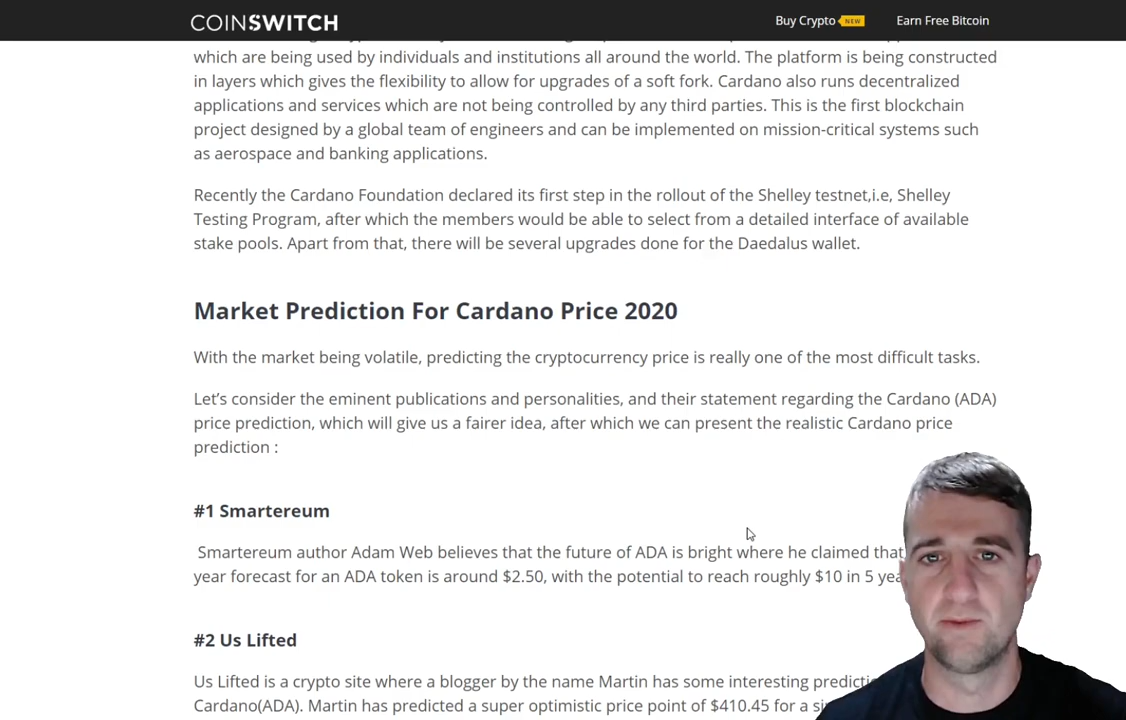 COINSWITCH
Buy Crypto NEW Earn Free Bitcoin
which are being used by individuals and institutions all around the world. The platform is being constructed
in layers which gives the flexibility to allow for upgrades of a soft fork. Cardano also runs decentralized
applications and services which are not being controlled by any third parties. This is the first blockchain
project designed by a global team of engineers and can be implemented on mission-critical systems such
as aerospace and banking applications.
Recently the Cardano Foundation declared its first step in the rollout of the Shelley testnet,i.e, Shelley
Testing Program, after which the members would be able to select from a detailed interface of available
stake pools. Apart from that, there will be several upgrades done for the Daedalus wallet.
Market Prediction For Cardano Price 2020
With the market being volatile, predicting the cryptocurrency price is really one of the most difficult tasks.
Let’s consider the eminent publications and personalities, and their statement regarding the Cardano (ADA)
price prediction, which will give us a fairer idea, after which we can present the realistic Cardano price
prediction :
#1 Smartereum
Smartereum author Adam Web believes that the future of ADA is bright where he claimed that
year forecast for an ADA token is around $2.50, with the potential to reach roughly $10 in 5
#2 Us Lifted
Us Lifted is a crypto site where a blogger by the name Martin has some interesting
Cardano(ADA). Martin has predicted a super optimistic price point of $410.45 for a